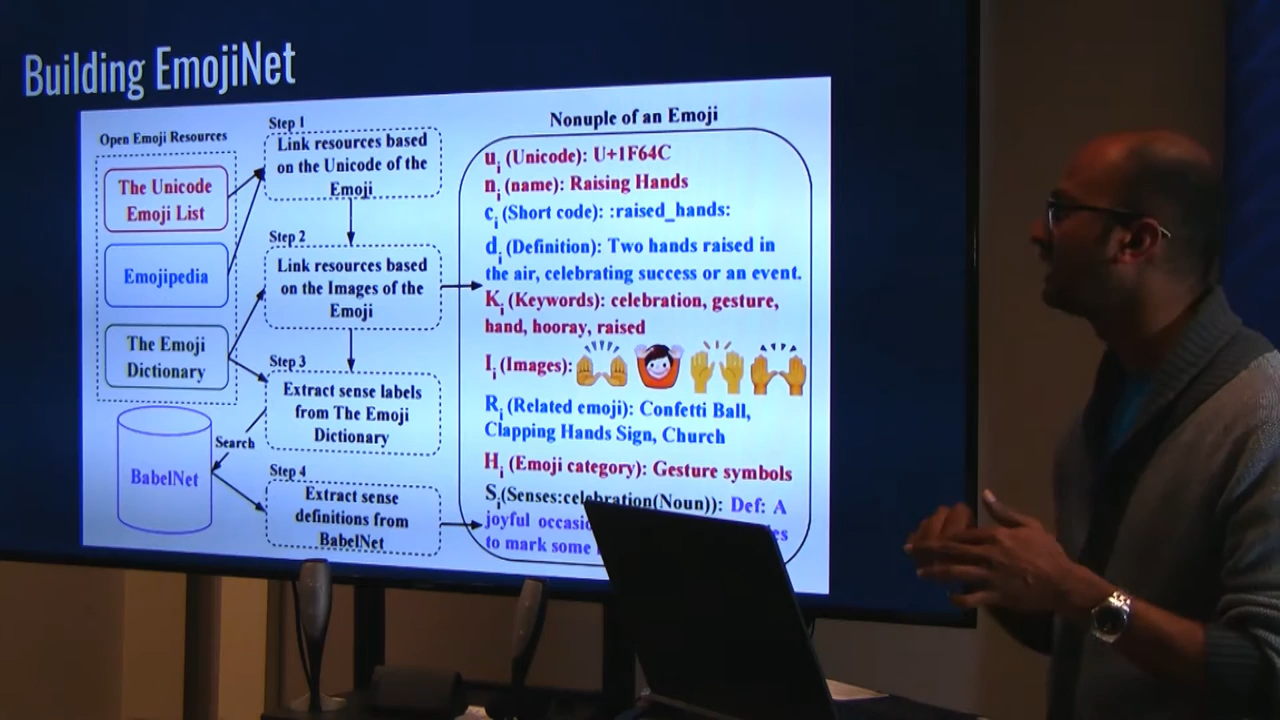 Building EmojiNet
Open Emoji Resources
The Unicode
Emoji List
Emojipedia
The Emoji
Dictionary
BabelNet
Search
Step 1
Link resources based
on the Unicode of the
Emoji
Step 2
Link resources based
on the Images of the
Emoji
Step 3
Extract sense labels
from The Emoji
Dictionary
Step 4
Extract sense
definitions from
BabelNet
Nonuple of an Emoji
ui (Unicode): U+1F64C
ni (name): Raising Hands
ci (Short code): :raised_hands:
di (Definition): Two hands raised in
the air, celebrating success or an event.
Ki (Keywords): celebration, gesture,
hand, hooray, raised
Ii (Images):
Ri (Related emoji): Confetti Ball,
Clapping Hands Sign, Church
Hi (Emoji category): Gesture symbols
Si (Senses:celebration(Noun)): Def: A
joyful
to mark some